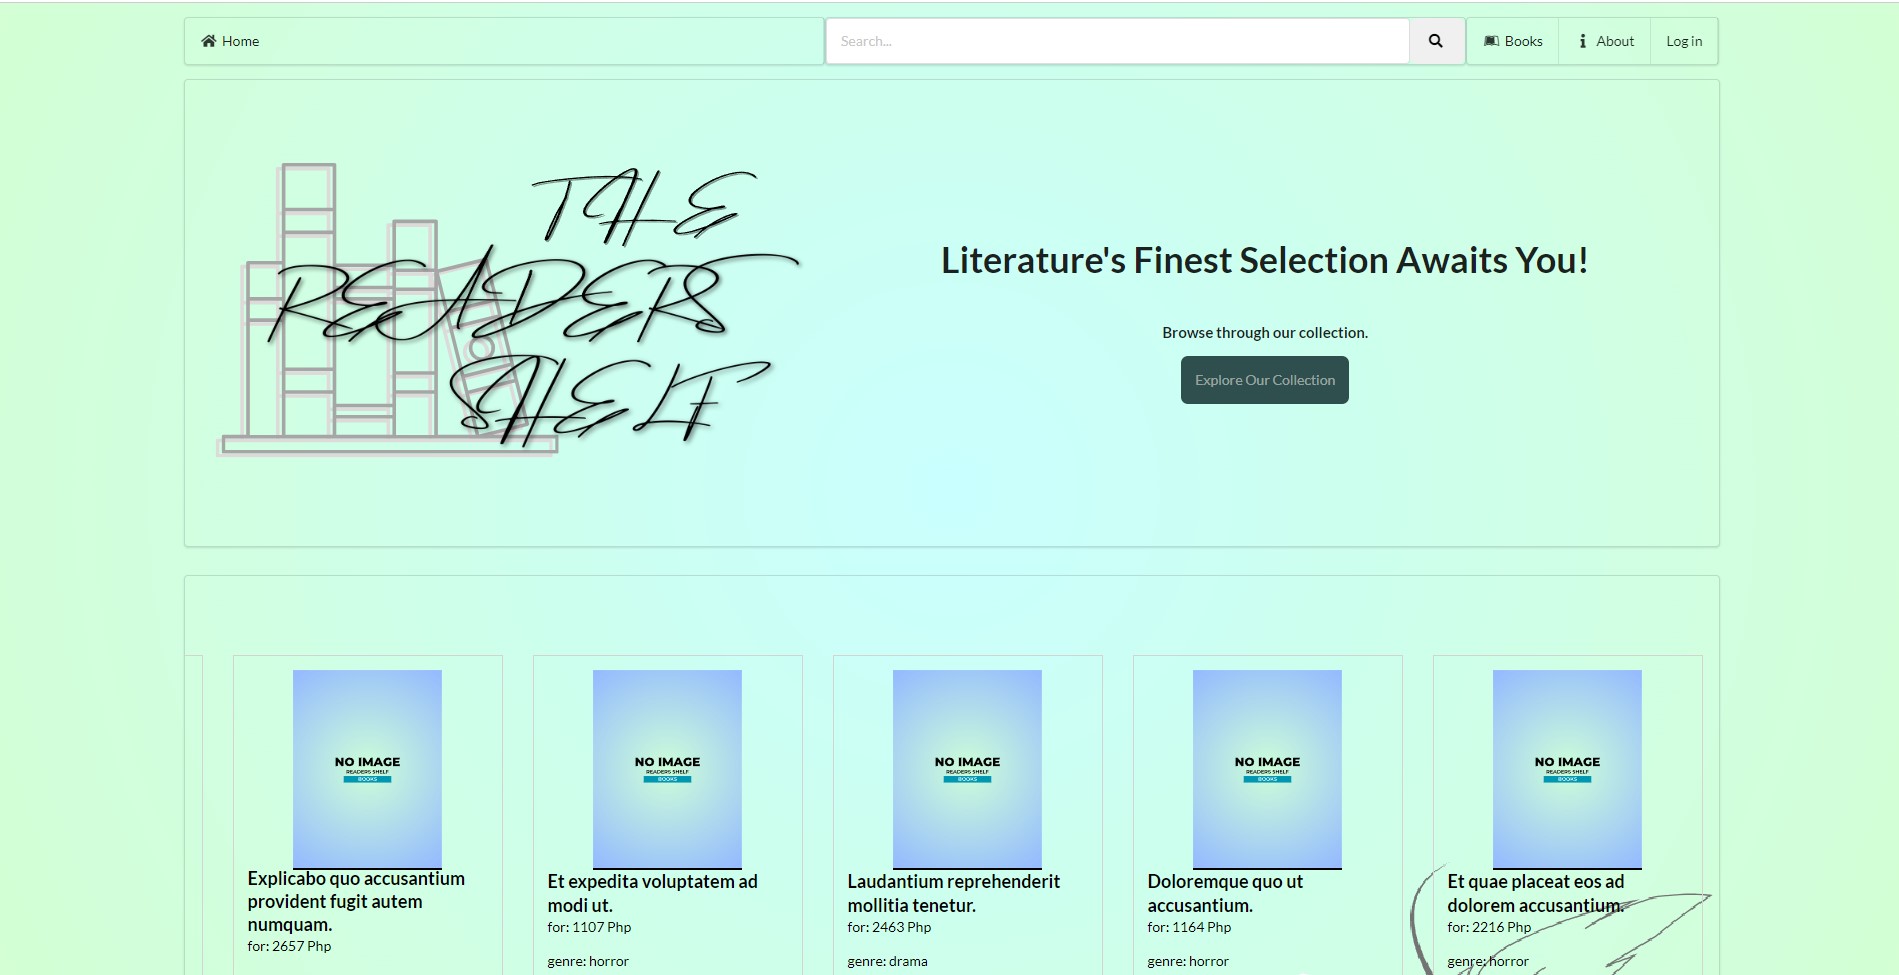 Home
Search...
Books
About
Log in
THE
READERS
SHELF
Literature's Finest Selection Awaits You!
Browse through our collection.
Explore Our Collection
NO IMAGE
READERS SHELF
BOOKS
Explicabo quo accusantium
provident fugit autem
numquam.
for: 2657 Php
NO IMAGE
READERS SHELF
BOOKS
Et expedita voluptatem ad
modi ut.
for: 1107 Php
genre: horror
NO IMAGE
READERS SHELF
BOOKS
Laudantium reprehenderit
mollitia tenetur.
for: 2463 Php
genre: drama
NO IMAGE
READERS SHELF
BOOKS
Doloremque quo ut
accusantium.
for: 1164 Php
genre: horror
NO IMAGE
READERS SHELF
BOOKS
Et quae placeat eos ad
dolorem accusantium.
for: 2216 Php
genre: horror